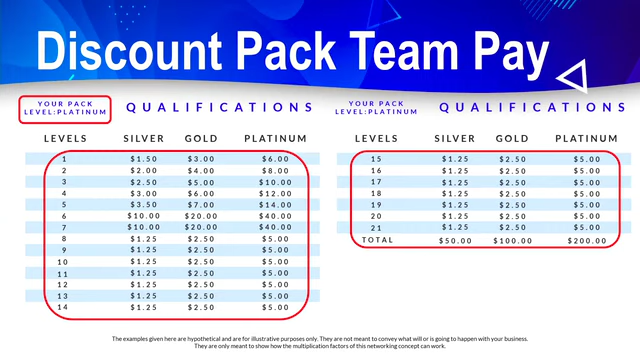 Discount Pack Team Pay
YOUR PACK
LEVEL:PLATINUM
QUALIFICATIONS
LEVELS SILVER GOLD PLATINUM
1 $1.50 $3.00 $6.00
2 $2.00 $4.00 $8.00
3 $2.50 $5.00 $10.00
4 $3.00 $6.00 $12.00
5 $3.50 $7.00 $14.00
6 $10.00 $20.00 $40.00
7 $10.00 $20.00 $40.00
8 $1.25 $2.50 $5.00
9 $1.25 $2.50 $5.00
10 $1.25 $2.50 $5.00
11 $1.25 $2.50 $5.00
12 $1.25 $2.50 $5.00
13 $1.25 $2.50 $5.00
14 $1.25 $2.50 $5.00
YOUR PACK
LEVEL:PLATINUM
QUALIFICATIONS
LEVELS SILVER GOLD PLATINUM
15 $1.25 $2.50 $5.00
16 $1.25 $2.50 $5.00
17 $1.25 $2.50 $5.00
18 $1.25 $2.50 $5.00
19 $1.25 $2.50 $5.00
20 $1.25 $2.50 $5.00
21 $1.25 $2.50 $5.00
TOTAL $50.00 $100.00 $200.00
The examples given here are hypothetical and are for illustrative purposes only. They are not meant to convey what will or is going to happen with your business.
They are only meant to show how the multiplication factors of this networking concept can work.